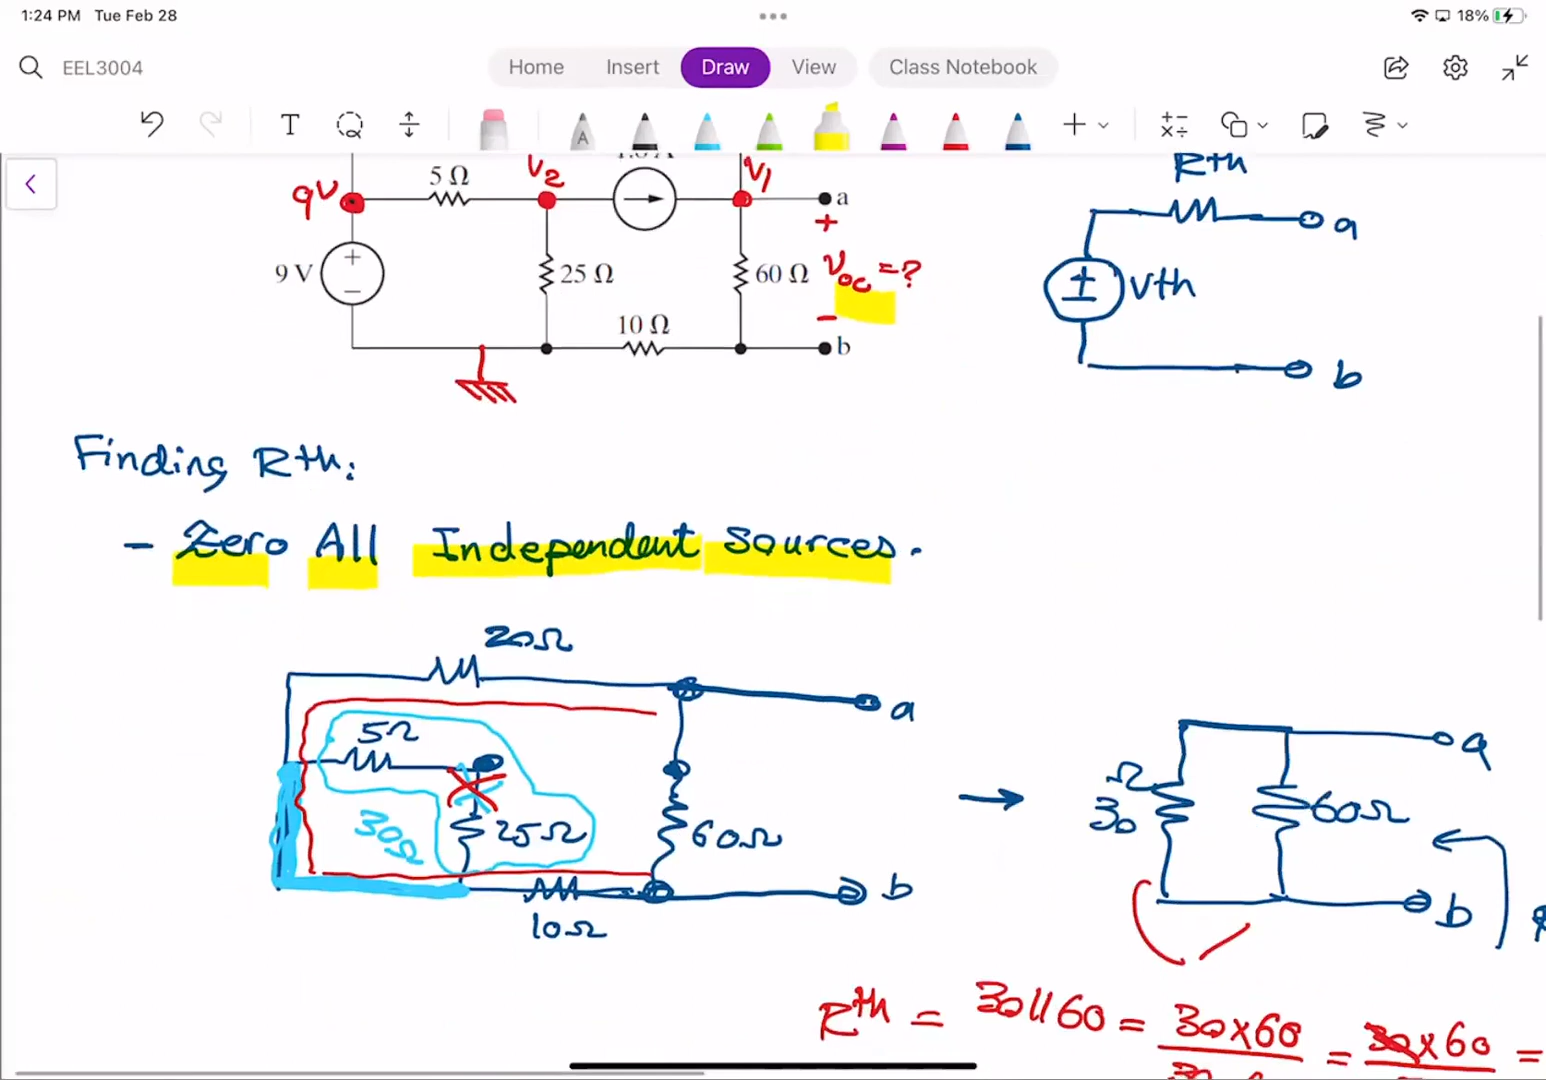 1:24 PM Tue Feb 28
18%
EEL3004
Home Insert Draw View Class Notebook
T
A
5 Ω
V2
V1
Rth
9V
a
+
a
9 V
+
−
25 Ω
60 Ω
Voc =?
+
−
Vth
10 Ω
−
b
b
Finding Rth:
- Zero All Independent Sources.
20Ω
a
5Ω
a
30Ω
25Ω
60Ω
30
Ω
60Ω
b
10Ω
b
Rth = 30||60 = 30x60 = 30x60 =